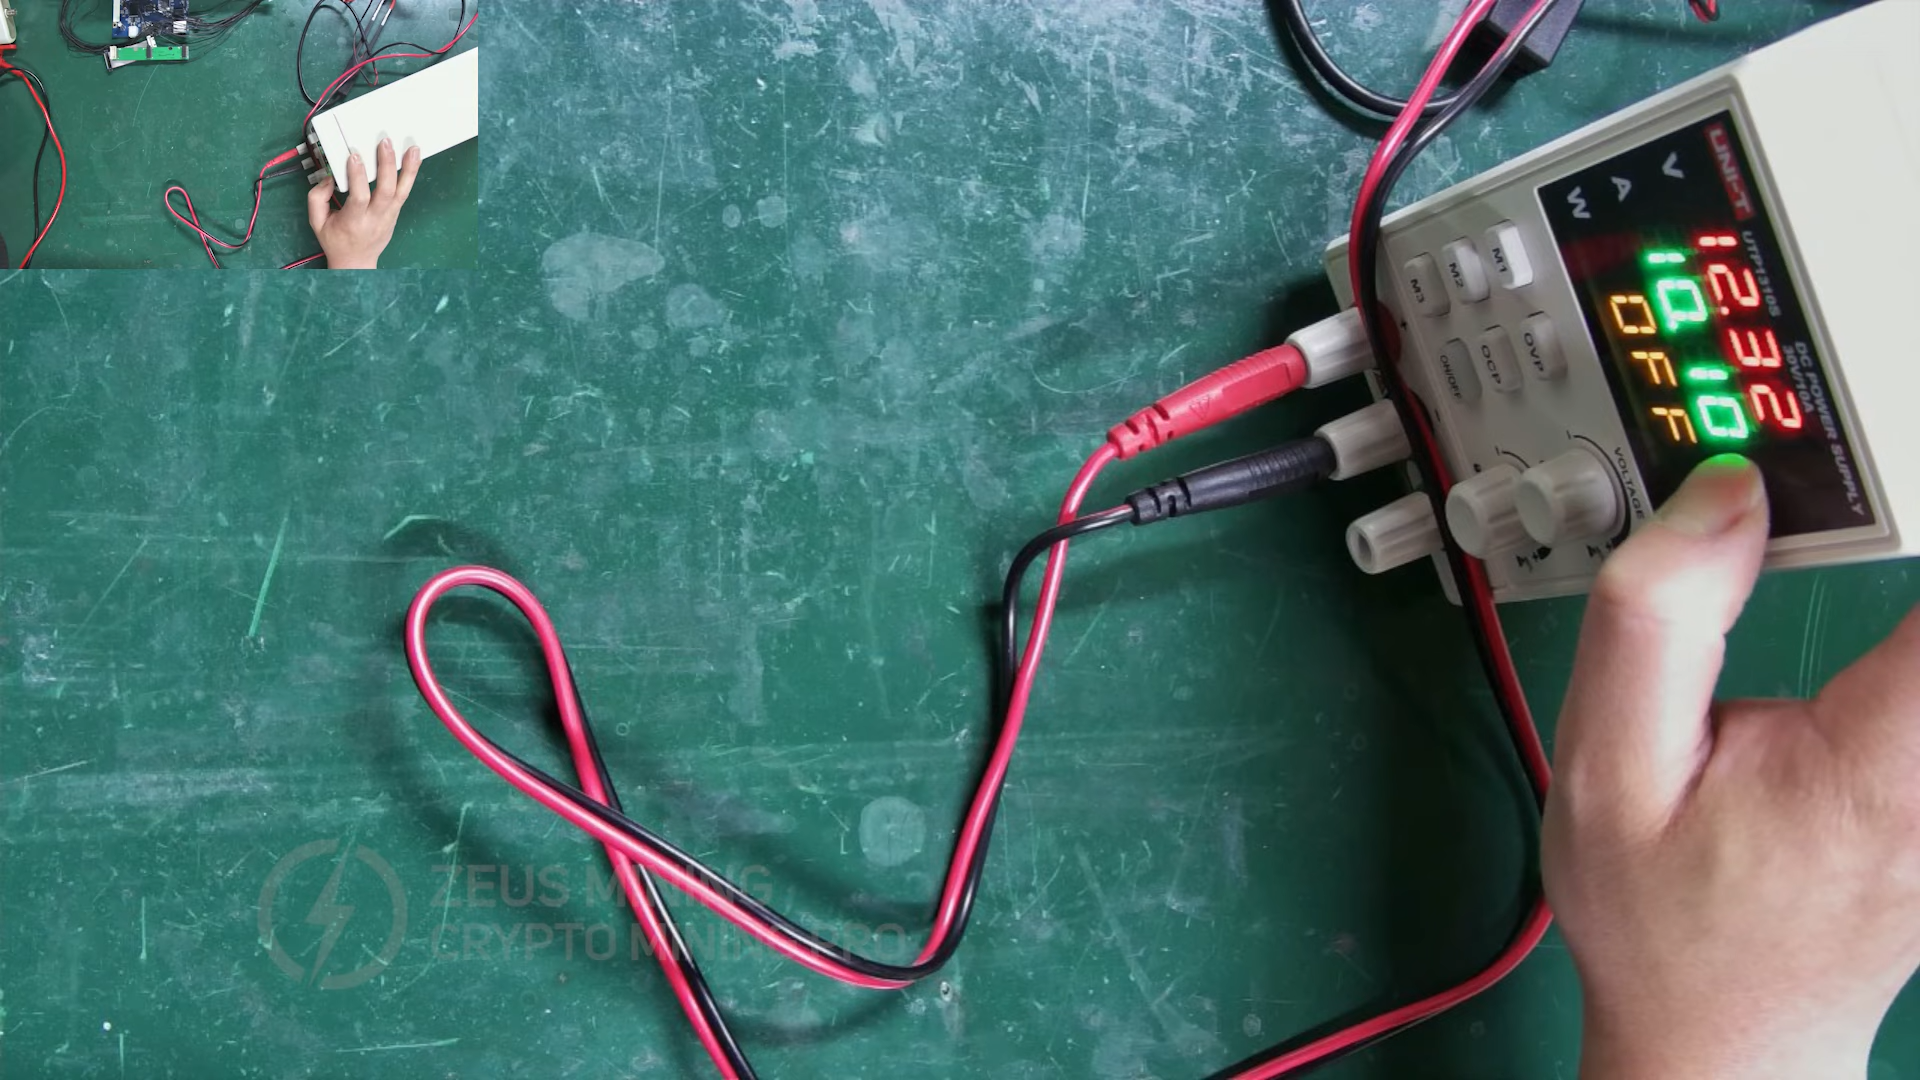 UNI-T
UTP1310S
DC POWER SUPPLY
30V/10A
V
A
W
12.32
10.10
OFF
M1
M2
M3
OVP
OCP
ON/OFF
VOLTAGE
+
-
ZEUS MINING
CRYPTO MINING PRO